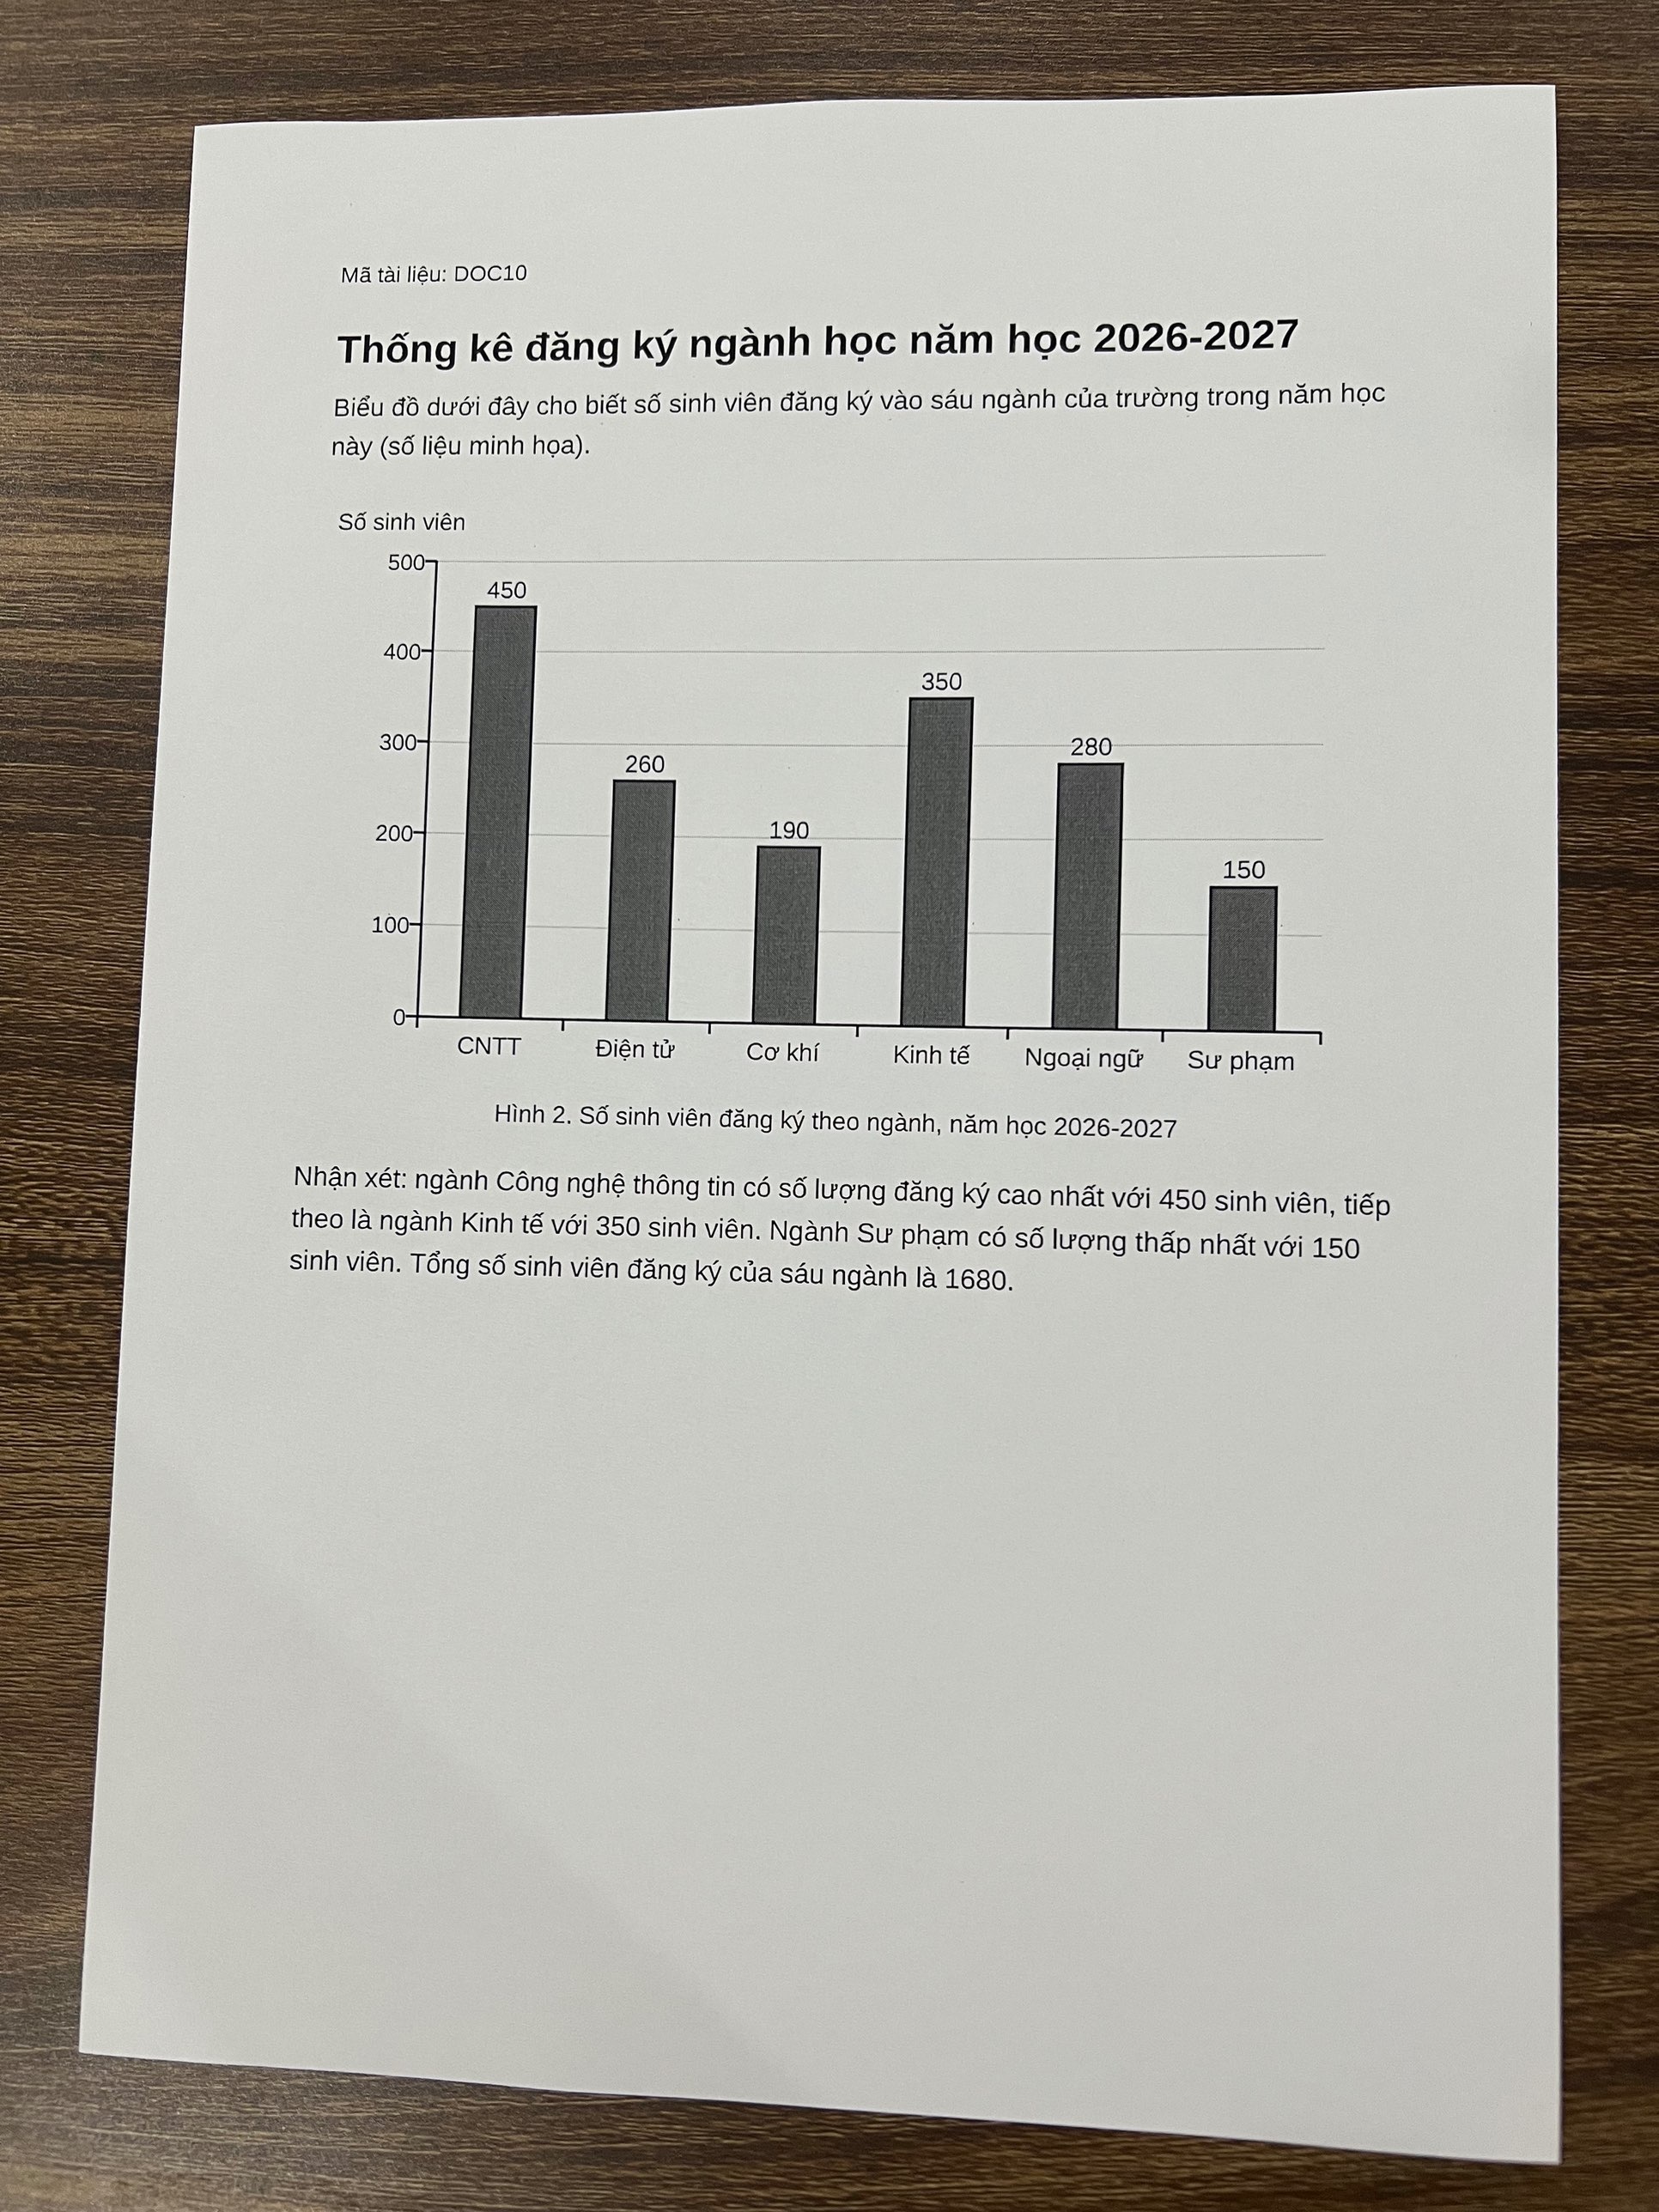 Mã tài liệu: DOC10
Thống kê đăng ký ngành học năm học 2026-2027
Biểu đồ dưới đây cho biết số sinh viên đăng ký vào sáu ngành của trường trong năm học
này (số liệu minh họa).
Số sinh viên
500
450
400
350
300
280
260
200
190
150
100
0
CNTT Điện tử Cơ khí Kinh tế Ngoại ngữ Sư phạm
Hình 2. Số sinh viên đăng ký theo ngành, năm học 2026-2027
Nhận xét: ngành Công nghệ thông tin có số lượng đăng ký cao nhất với 450 sinh viên, tiếp
theo là ngành Kinh tế với 350 sinh viên. Ngành Sư phạm có số lượng thấp nhất với 150
sinh viên. Tổng số sinh viên đăng ký của sáu ngành là 1680.